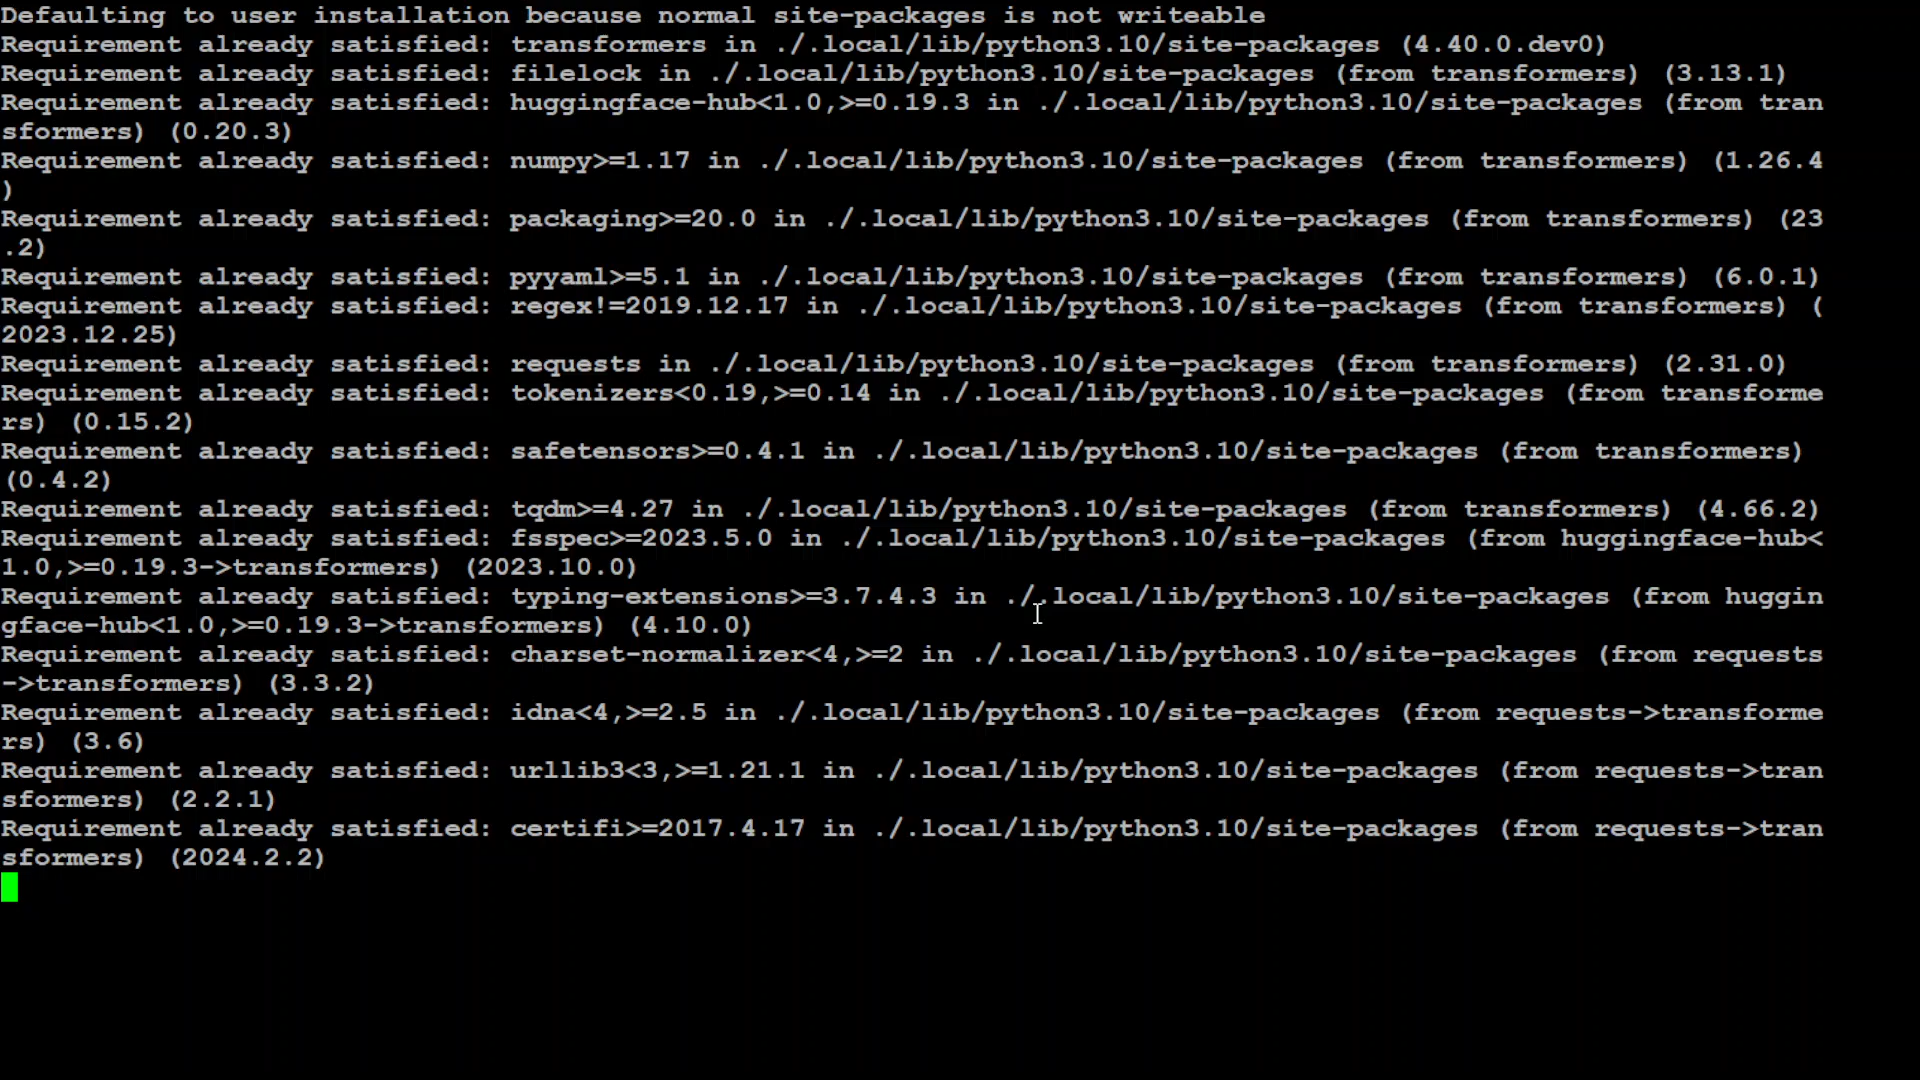 Defaulting to user installation because normal site-packages is not writeable
Requirement already satisfied: transformers in ./.local/lib/python3.10/site-packages (4.40.0.dev0)
Requirement already satisfied: filelock in ./.local/lib/python3.10/site-packages (from transformers) (3.13.1)
Requirement already satisfied: huggingface-hub<1.0,>=0.19.3 in ./.local/lib/python3.10/site-packages (from tran
sformers) (0.20.3)
Requirement already satisfied: numpy>=1.17 in ./.local/lib/python3.10/site-packages (from transformers) (1.26.4
)
Requirement already satisfied: packaging>=20.0 in ./.local/lib/python3.10/site-packages (from transformers) (23
.2)
Requirement already satisfied: pyyaml>=5.1 in ./.local/lib/python3.10/site-packages (from transformers) (6.0.1)
Requirement already satisfied: regex!=2019.12.17 in ./.local/lib/python3.10/site-packages (from transformers) (
2023.12.25)
Requirement already satisfied: requests in ./.local/lib/python3.10/site-packages (from transformers) (2.31.0)
Requirement already satisfied: tokenizers<0.19,>=0.14 in ./.local/lib/python3.10/site-packages (from transforme
rs) (0.15.2)
Requirement already satisfied: safetensors>=0.4.1 in ./.local/lib/python3.10/site-packages (from transformers)
(0.4.2)
Requirement already satisfied: tqdm>=4.27 in ./.local/lib/python3.10/site-packages (from transformers) (4.66.2)
Requirement already satisfied: fsspec>=2023.5.0 in ./.local/lib/python3.10/site-packages (from huggingface-hub<
1.0,>=0.19.3->transformers) (2023.10.0)
Requirement already satisfied: typing-extensions>=3.7.4.3 in ./.local/lib/python3.10/site-packages (from huggin
gface-hub<1.0,>=0.19.3->transformers) (4.10.0)
Requirement already satisfied: charset-normalizer<4,>=2 in ./.local/lib/python3.10/site-packages (from requests
->transformers) (3.3.2)
Requirement already satisfied: idna<4,>=2.5 in ./.local/lib/python3.10/site-packages (from requests->transforme
rs) (3.6)
Requirement already satisfied: urllib3<3,>=1.21.1 in ./.local/lib/python3.10/site-packages (from requests->tran
sformers) (2.2.1)
Requirement already satisfied: certifi>=2017.4.17 in ./.local/lib/python3.10/site-packages (from requests->tran
sformers) (2024.2.2)